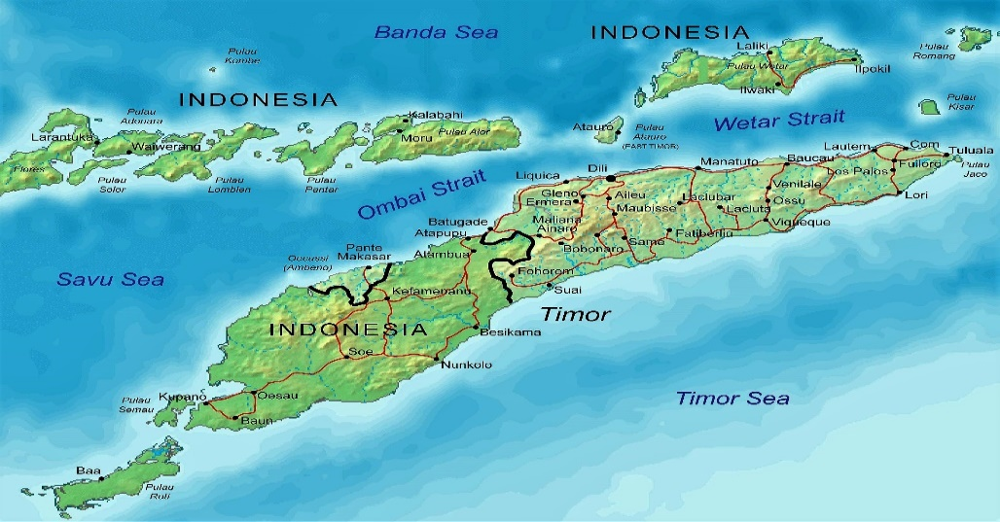 Banda Sea
INDONESIA
Laliki
Pulau
Romang
Pulau
Komba
Pulau Wetar
Ilpokil
INDONESIA
Ilwaki
Pulau
Kisar
Pulau
Adonara
Kalabahi
Wetar Strait
Larantuka
Moru
Pulau Alor
Atauro
Pulau
Atauro
(EAST TIMOR)
Waiwerang
Lautem
Com
Tuluala
Flores
Manatuto
Baucau
Fuiloro
Pulau
Jaco
Los Palos
Pulau
Solor
Pulau
Lomblen
Pulau
Pantar
Liquica
Dili
Venilale
Gleno
Aileu
Laclubar
Lori
Ermera
Ossu
Ombai Strait
Maubisse
Lacluta
Maliana
Viqueque
Batugade
Ainaro
Fatiberliu
Atapupu
Same
Bobonaro
Pante
Makasar
Atambua
Ocussi
(Ambeno)
Fohorem
Savu Sea
Kefamenanu
Suai
Timor
INDONESIA
Besikama
Soe
Nunkolo
Pulau
Semau
Kupang
Oesau
Timor Sea
Baun
Baa
Pulau
Roti